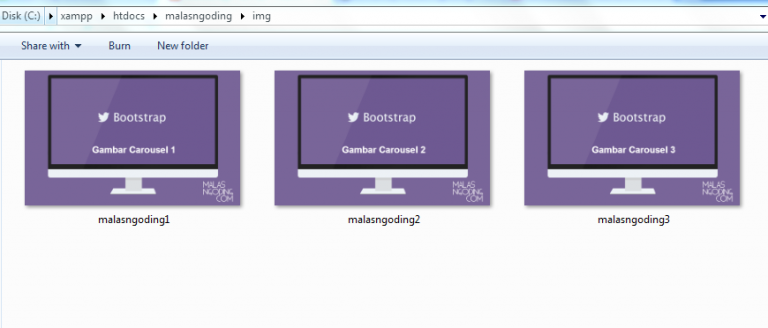 Disk (C:) xampp htdocs malasngoding img
Share with Burn New folder
Bootstrap
Gambar Carousel 1
MALAS
NGODING
.COM
malasngoding1
Bootstrap
Gambar Carousel 2
MALAS
NGODING
.COM
malasngoding2
Bootstrap
Gambar Carousel 3
MALAS
NGODING
.COM
malasngoding3